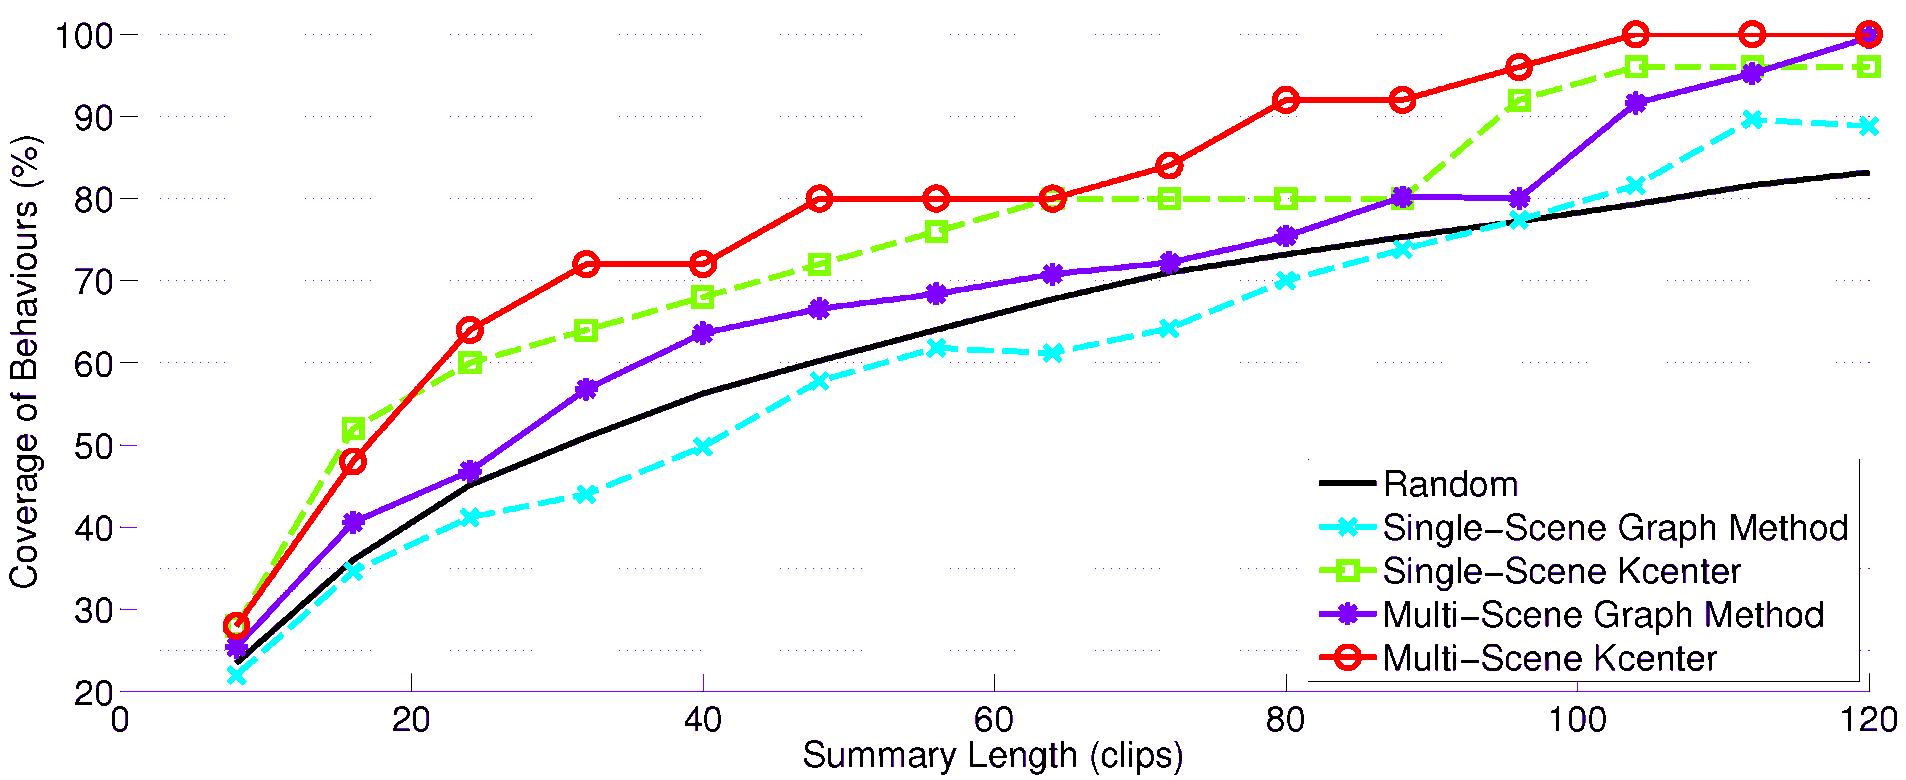 100
90
80
70
60
50
40
30
20
Coverage of Behaviours (%)
0 20 40 60 80 100 120
Summary Length (clips)
Random
Single-Scene Graph Method
Single-Scene Kcenter
Multi-Scene Graph Method
Multi-Scene Kcenter